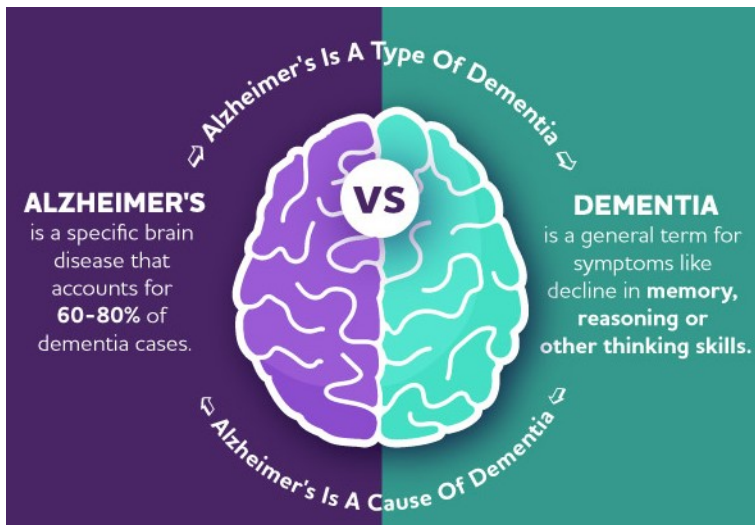 Alzheimer's Is A Type Of Dementia
VS
ALZHEIMER'S
is a specific brain
disease that
accounts for
60-80% of
dementia cases.
DEMENTIA
is a general term for
symptoms like
decline in memory,
reasoning or
other thinking skills.
Alzheimer's Is A Cause Of Dementia